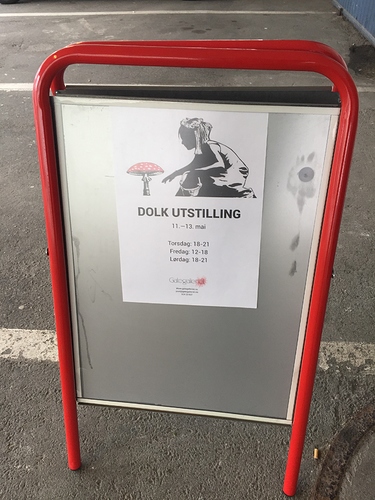 DOLK UTSTILLING
11.–13. mai
Torsdag: 18-21
Fredag: 12-18
Lørdag: 18-21